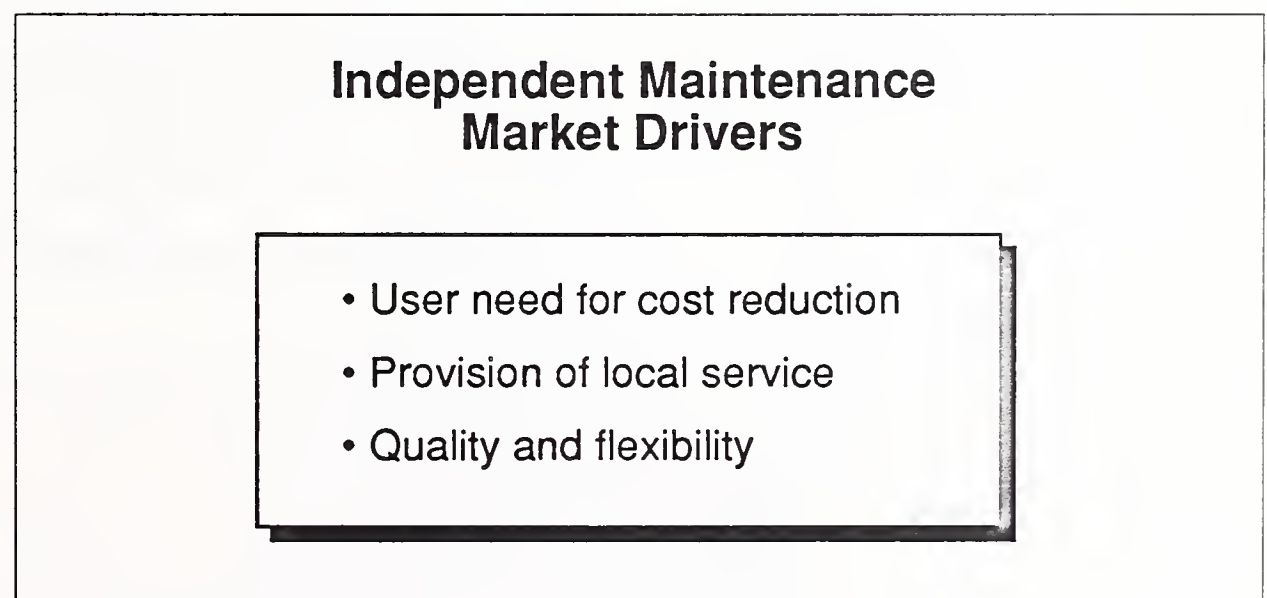 Independent Maintenance
Market Drivers
• User need for cost reduction
• Provision of local service
• Quality and flexibility